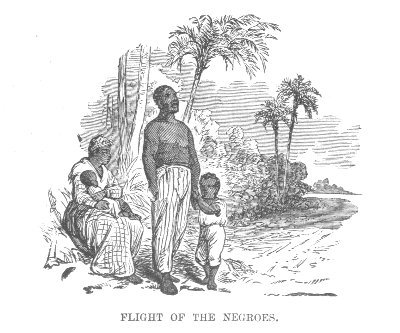 FLIGHT OF THE NEGROES.